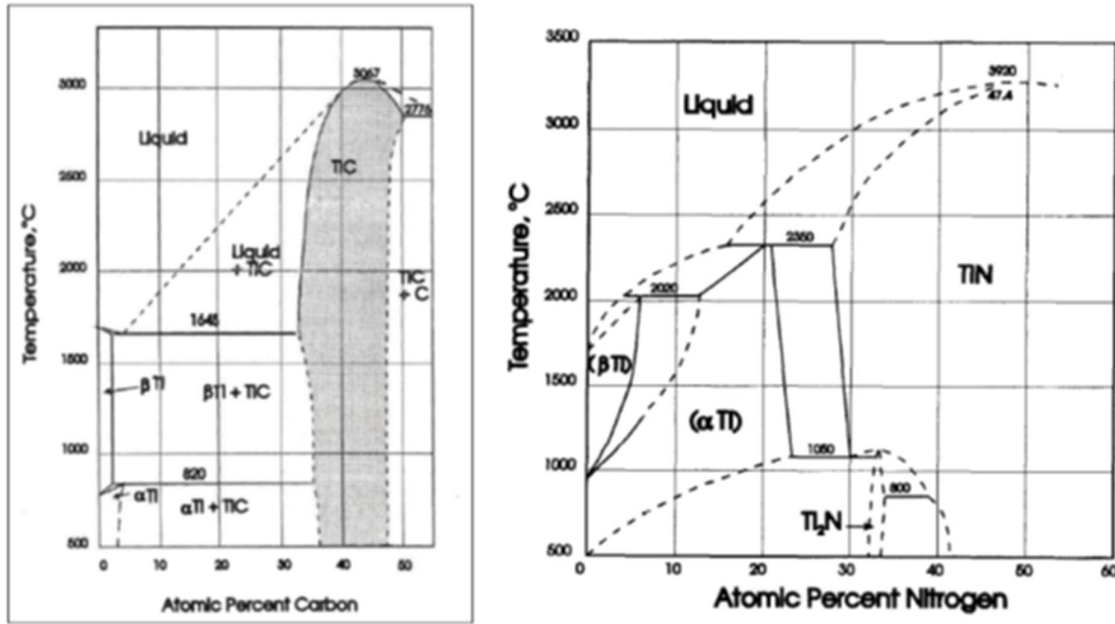 3067
3000
2776
Liquid
TiC
2500
Temperature, °C
Liquid
+ TiC
TiC
+ C
2000
1645
1500
βTi
βTi + TiC
1000
820
αTi
αTi + TiC
500
0
10
20
30
40
50
Atomic Percent Carbon
3500
3920
47.4
Liquid
3000
2500
2350
Temperature, °C
2020
TiN
2000
(βTi)
1500
(αTi)
1050
1000
800
Ti₂N
500
0
10
20
30
40
50
60
Atomic Percent Nitrogen